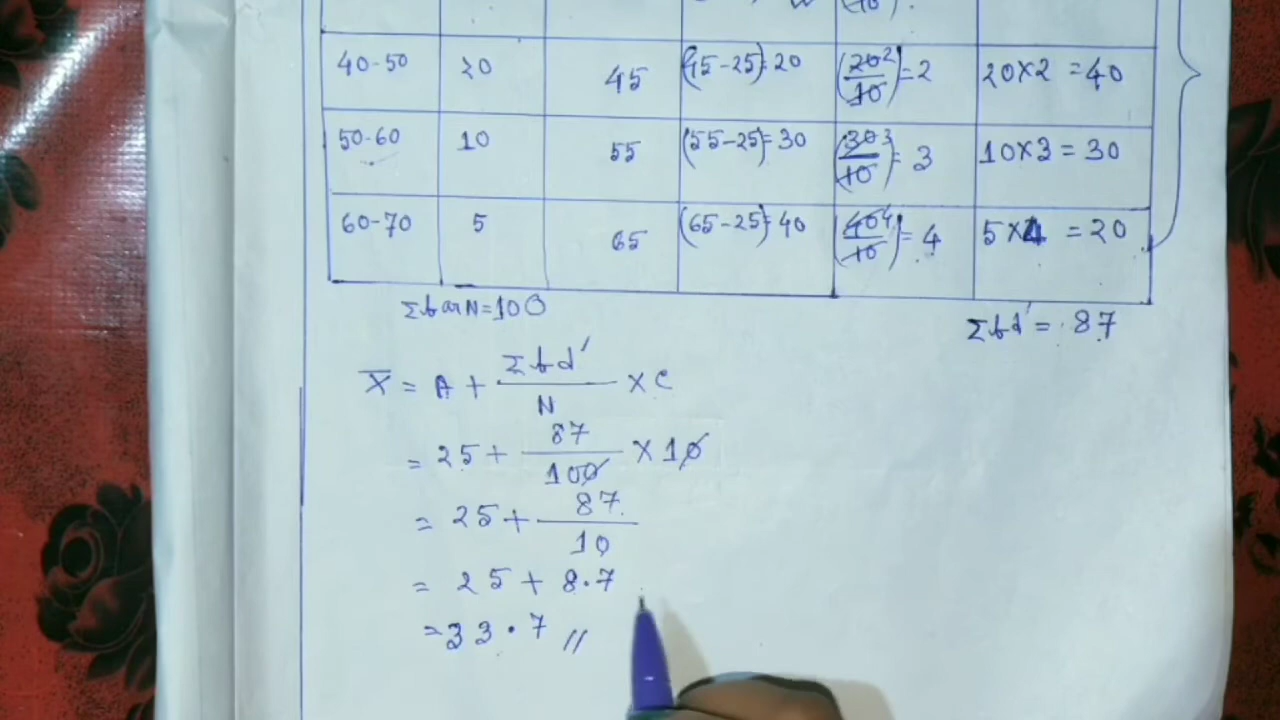 40-50 20 45 (45-25)=20 (20/10)²=2 20×2 =40
50-60 10 55 (55-25)=30 (30/10)³=3 10×3=30
60-70 5 65 (65-25)=40 (40/10)⁴=4 5×4 =20
Σf or N=100 Σfd'= 87
X̅ = A + Σfd'/N × C
= 25+ 87/100 ×10
= 25+ 87/10
= 25 + 8.7
=33.7 //